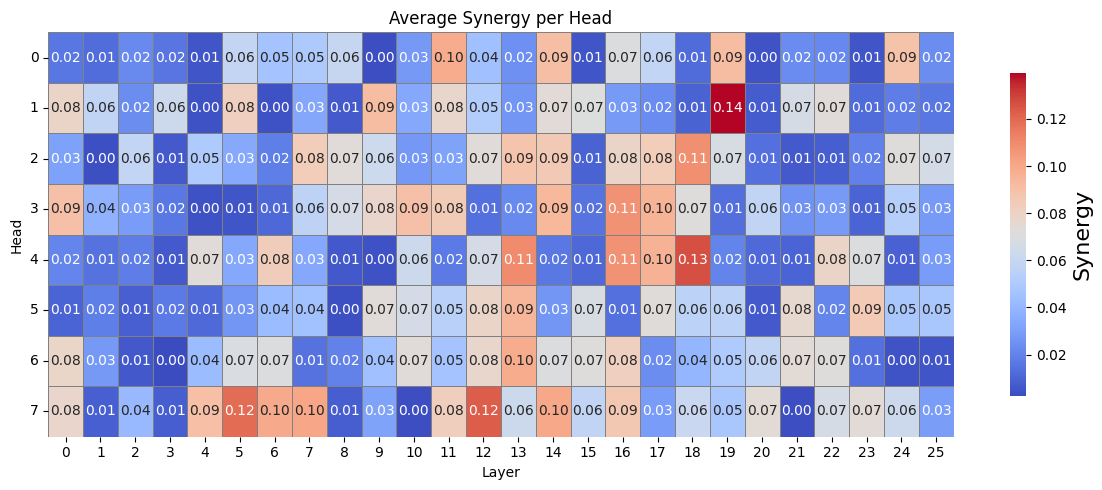 Average Synergy per Head
0 0.02 0.01 0.02 0.02 0.01 0.06 0.05 0.05 0.06 0.00 0.03 0.10 0.04 0.02 0.09 0.01 0.07 0.06 0.01 0.09 0.00 0.02 0.02 0.01 0.09 0.02
1 0.08 0.06 0.02 0.06 0.00 0.08 0.00 0.03 0.01 0.09 0.03 0.08 0.05 0.03 0.07 0.07 0.03 0.02 0.01 0.14 0.01 0.07 0.07 0.01 0.02 0.02
2 0.03 0.00 0.06 0.01 0.05 0.03 0.02 0.08 0.07 0.06 0.03 0.03 0.07 0.09 0.09 0.01 0.08 0.08 0.11 0.07 0.01 0.01 0.01 0.02 0.07 0.07
3 0.09 0.04 0.03 0.02 0.00 0.01 0.01 0.06 0.07 0.08 0.09 0.08 0.01 0.02 0.09 0.02 0.11 0.10 0.07 0.01 0.06 0.03 0.03 0.01 0.05 0.03
4 0.02 0.01 0.02 0.01 0.07 0.03 0.08 0.03 0.01 0.00 0.06 0.02 0.07 0.11 0.02 0.01 0.11 0.10 0.13 0.02 0.01 0.01 0.08 0.07 0.01 0.03
5 0.01 0.02 0.01 0.02 0.01 0.03 0.04 0.04 0.00 0.07 0.07 0.05 0.08 0.09 0.03 0.07 0.01 0.07 0.06 0.06 0.01 0.08 0.02 0.09 0.05 0.05
6 0.08 0.03 0.01 0.00 0.04 0.07 0.07 0.01 0.02 0.04 0.07 0.05 0.08 0.10 0.07 0.07 0.08 0.02 0.04 0.05 0.06 0.07 0.07 0.01 0.00 0.01
7 0.08 0.01 0.04 0.01 0.09 0.12 0.10 0.10 0.01 0.03 0.00 0.08 0.12 0.06 0.10 0.06 0.09 0.03 0.06 0.05 0.07 0.00 0.07 0.07 0.06 0.03
0 1 2 3 4 5 6 7 8 9 10 11 12 13 14 15 16 17 18 19 20 21 22 23 24 25
Layer
Head
0.12
0.10
0.08
0.06
0.04
0.02
Synergy